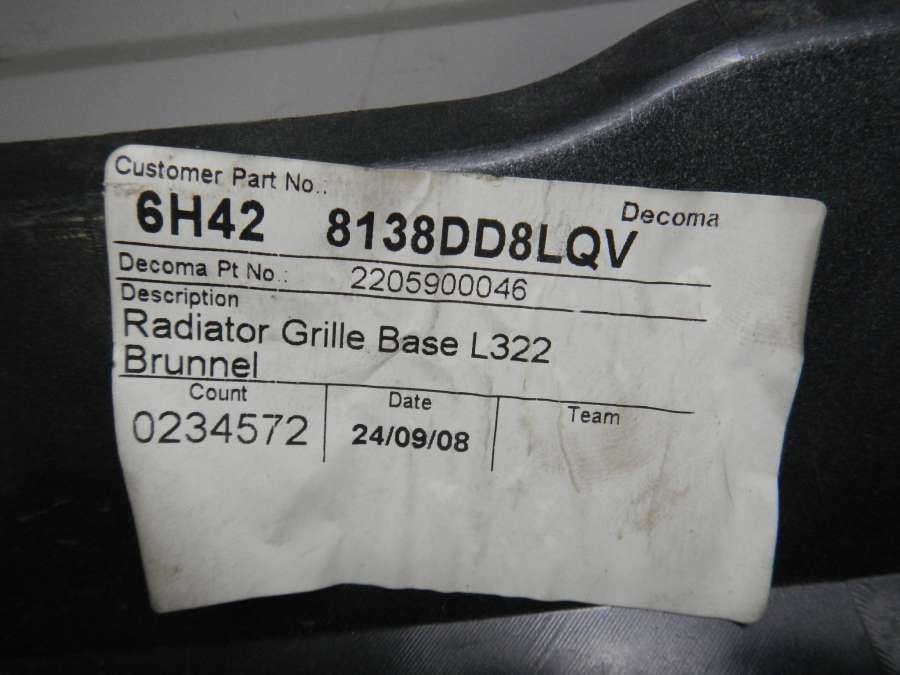 Customer Part No.:
Decoma
6H42 8138DD8LQV
Decoma Pt No.: 2205900046
Description
Radiator Grille Base L322
Brunnel
Count Date Team
0234572 24/09/08